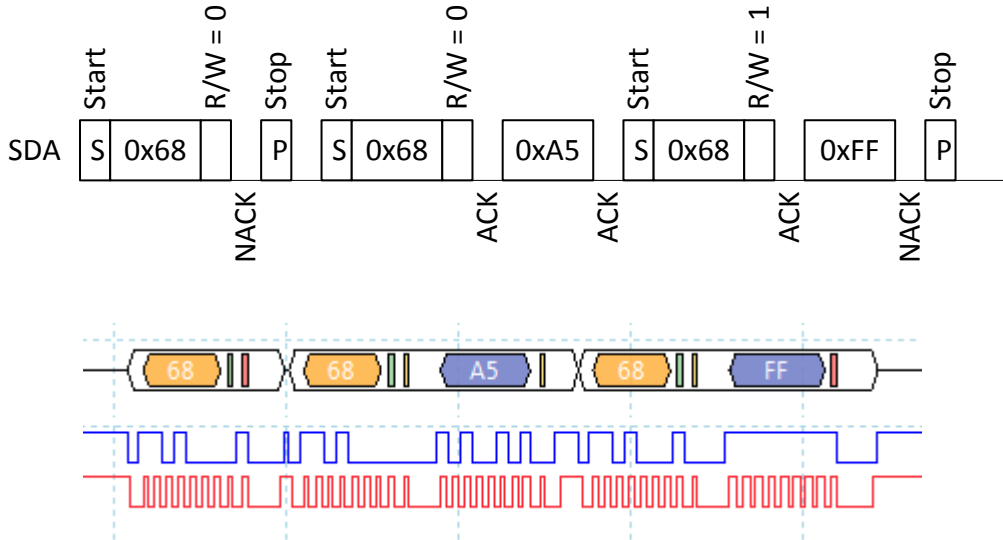 Start R/W = 0 Stop Start R/W = 0 Start R/W = 1 Stop
SDA S 0x68 P S 0x68 0xA5 S 0x68 0xFF P
NACK ACK ACK ACK NACK
68 68 A5 68 FF